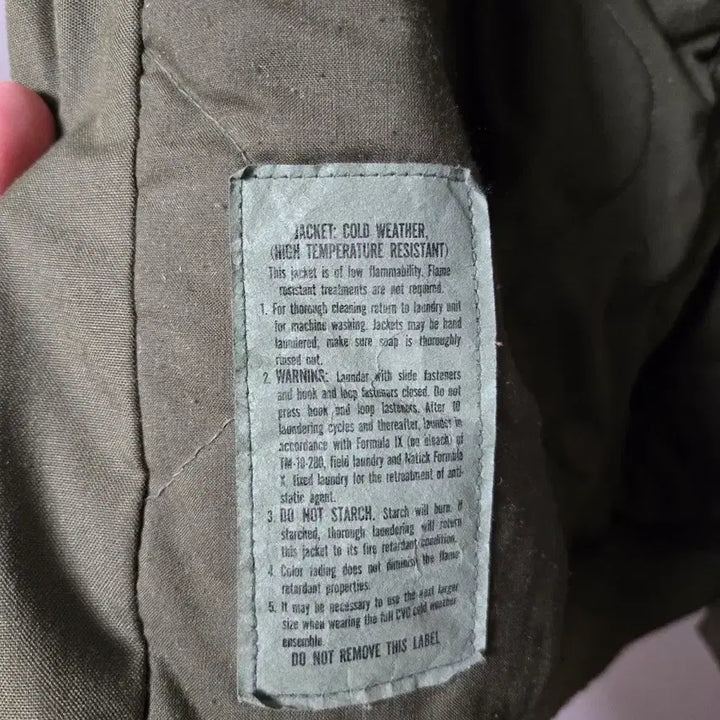 JACKET: COLD WEATHER,
(HIGH TEMPERATURE RESISTANT)
This jacket is of low flammability. Flame
resistant treatments are not required.
1. For thorough cleaning return to laundry unit
for machine washing. Jackets may be hand
laundered; make sure soap is thoroughly
rinsed out.
2. WARNING: Laundar with slide fasteners
and hook and loop fasteners closed. Do not
press hook and loop fasteners. After 10
laundering cycles and thereafter, laundar in
accordance with Formula IX (no bleach) of
TM-10-280, field laundry and Natick Formula
X, fixed laundry for the retreatment of anti-
static agent.
3. DO NOT STARCH. Starch will burn. If
starched, thorough laundering will return
this jacket to its fire retardant condition.
4. Color fading does not diminish the flame
retardant properties.
5. It may be necessary to use the next larger
size when wearing the full CVC cold weather
ensemble.
DO NOT REMOVE THIS LABEL